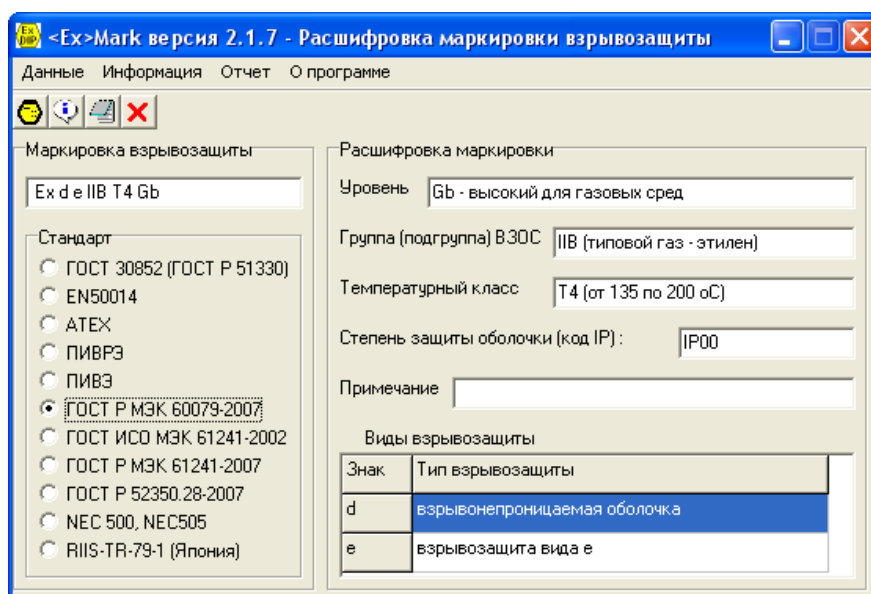 <Ex>Mark версия 2.1.7 - Расшифровка маркировки взрывозащиты
Данные Информация Отчет О программе
Маркировка взрывозащиты
Ex d e IIB T4 Gb
Стандарт
ГОСТ 30852 (ГОСТ Р 51330)
EN50014
ATEX
ПИВРЭ
ПИВЭ
ГОСТ Р МЭК 60079-2007
ГОСТ ИСО МЭК 61241-2002
ГОСТ Р МЭК 61241-2007
ГОСТ Р 52350.28-2007
NEC 500, NEC505
RIIS-TR-79-1 (Япония)
Расшифровка маркировки
Уровень Gb - высокий для газовых сред
Группа (подгруппа) ВЗОС IIB (типовой газ - этилен)
Температурный класс T4 (от 135 по 200 оС)
Степень защиты оболочки (код IP) : IP00
Примечание
Виды взрывозащиты
Знак Тип взрывозащиты
d взрывонепроницаемая оболочка
e взрывозащита вида е